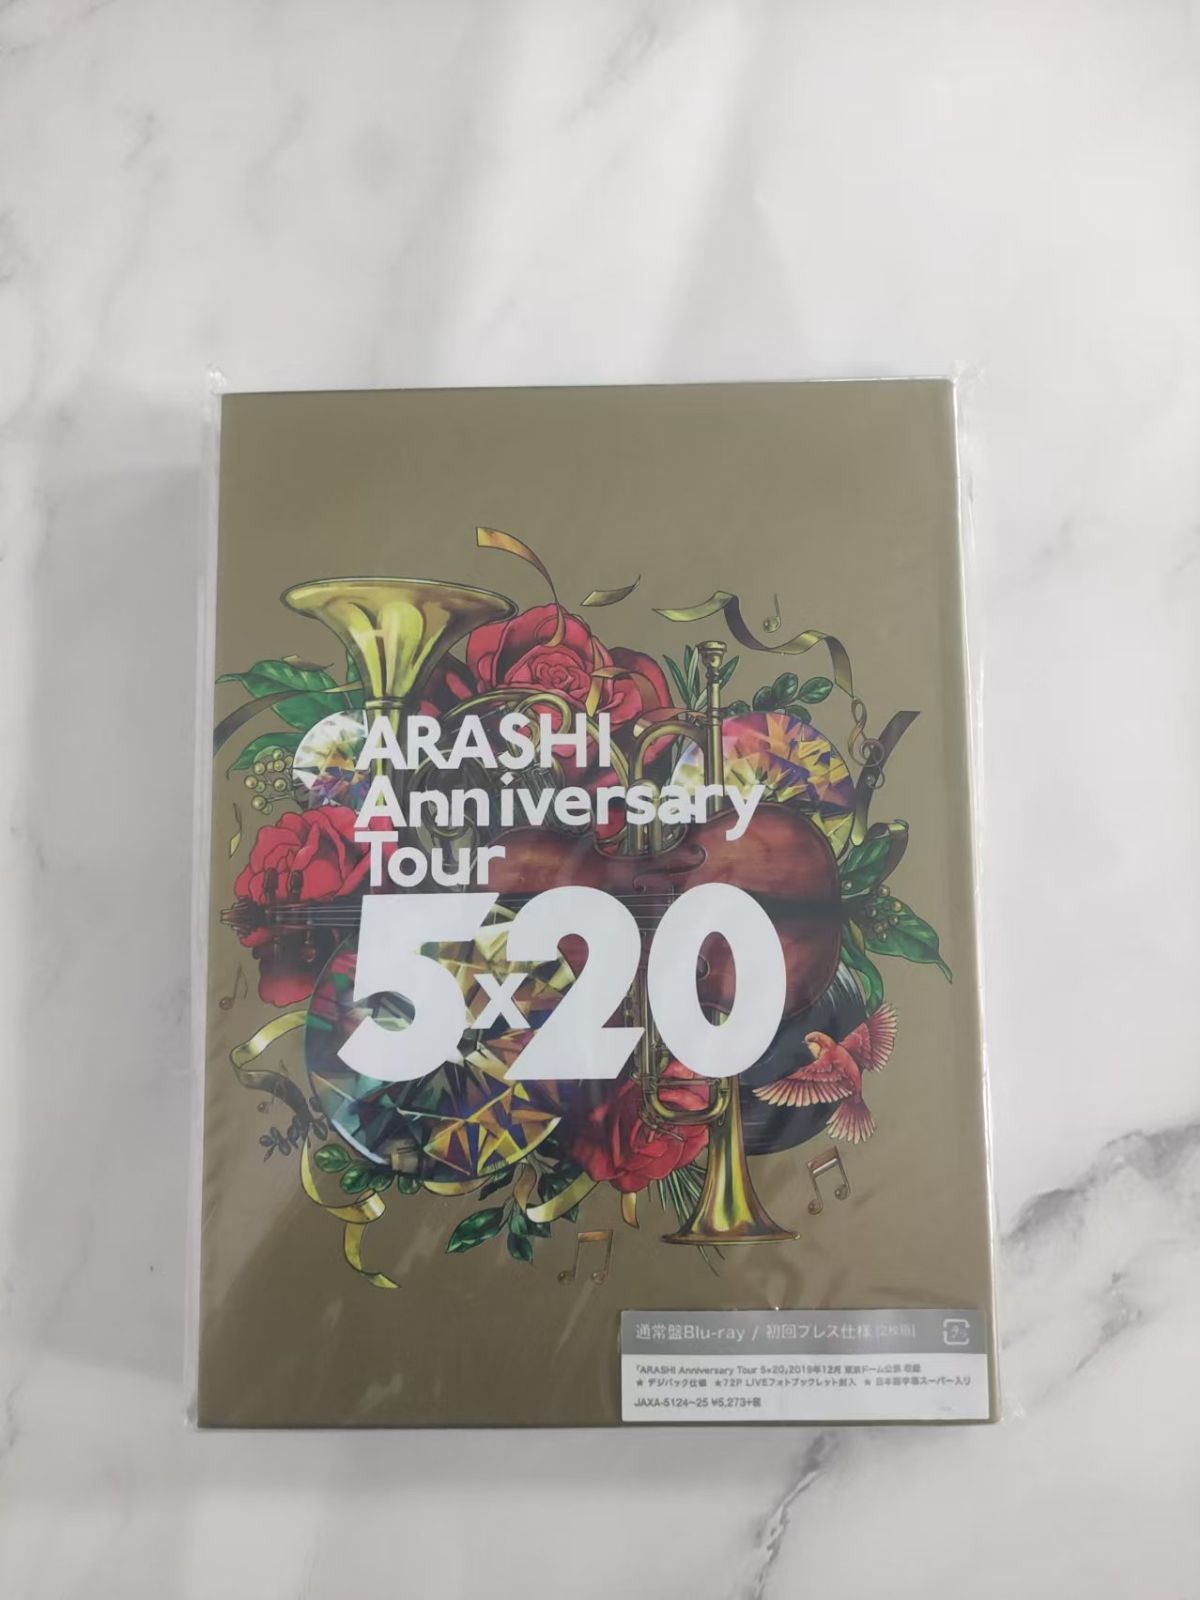 ARASHI
Anniversary
Tour
5x20
通常盤Blu-ray / 初回プレス仕様 [2枚組]
プラ
「ARASHI Anniversary Tour 5×20」2019年12月 東京ドーム公演 収録
★ デジパック仕様 ★72P LIVEフォトブックレット封入 ★ 日本語字幕スーパー入り
JAXA-5124〜25 ¥5,273+税